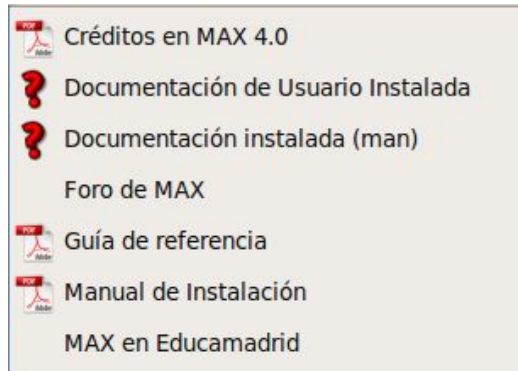 Créditos en MAX 4.0
Documentación de Usuario Instalada
Documentación instalada (man)
Foro de MAX
Guía de referencia
Manual de Instalación
MAX en Educamadrid